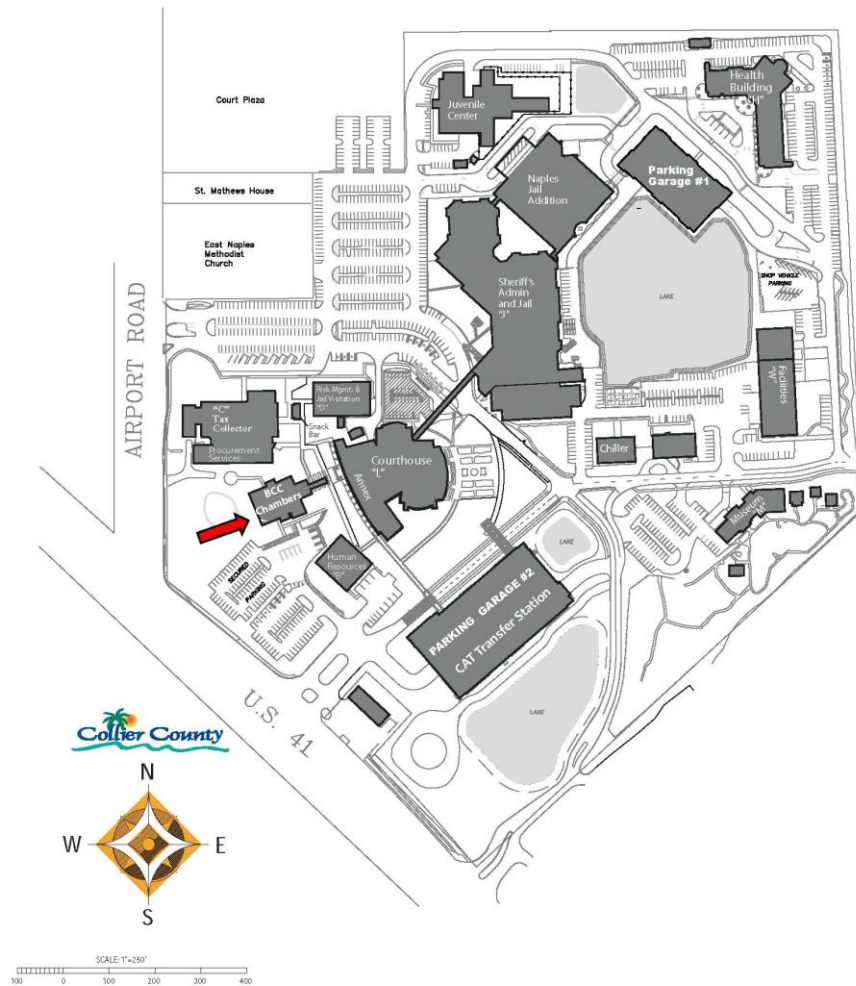 Court Plaza
St. Mathews House
East Naples
Methodist
Church
AIRPORT ROAD
Juvenile
Center
Health
Building
"H"
Naples
Jail
Addition
Parking
Garage #1
Sheriff's
Admin and Jail
"J"
LAKE
SHOP VEHICLE
PARKING
Facilities
"W"
Risk Mgmt. &
Jail Visitation
"D"
"C"
Tax
Collector
Procurement
Services
Snack
Bar
Courthouse
"L"
Annex
Chiller
BCC
Chambers
Human
Resources
"B"
SECURED
PARKING
Museum "M"
LAKE
PARKING GARAGE #2
CAT Transfer Station
LAKE
U.S. 41
Collier County
N
W
E
S
SCALE: 1"=250'
100 0 100 200 300 400